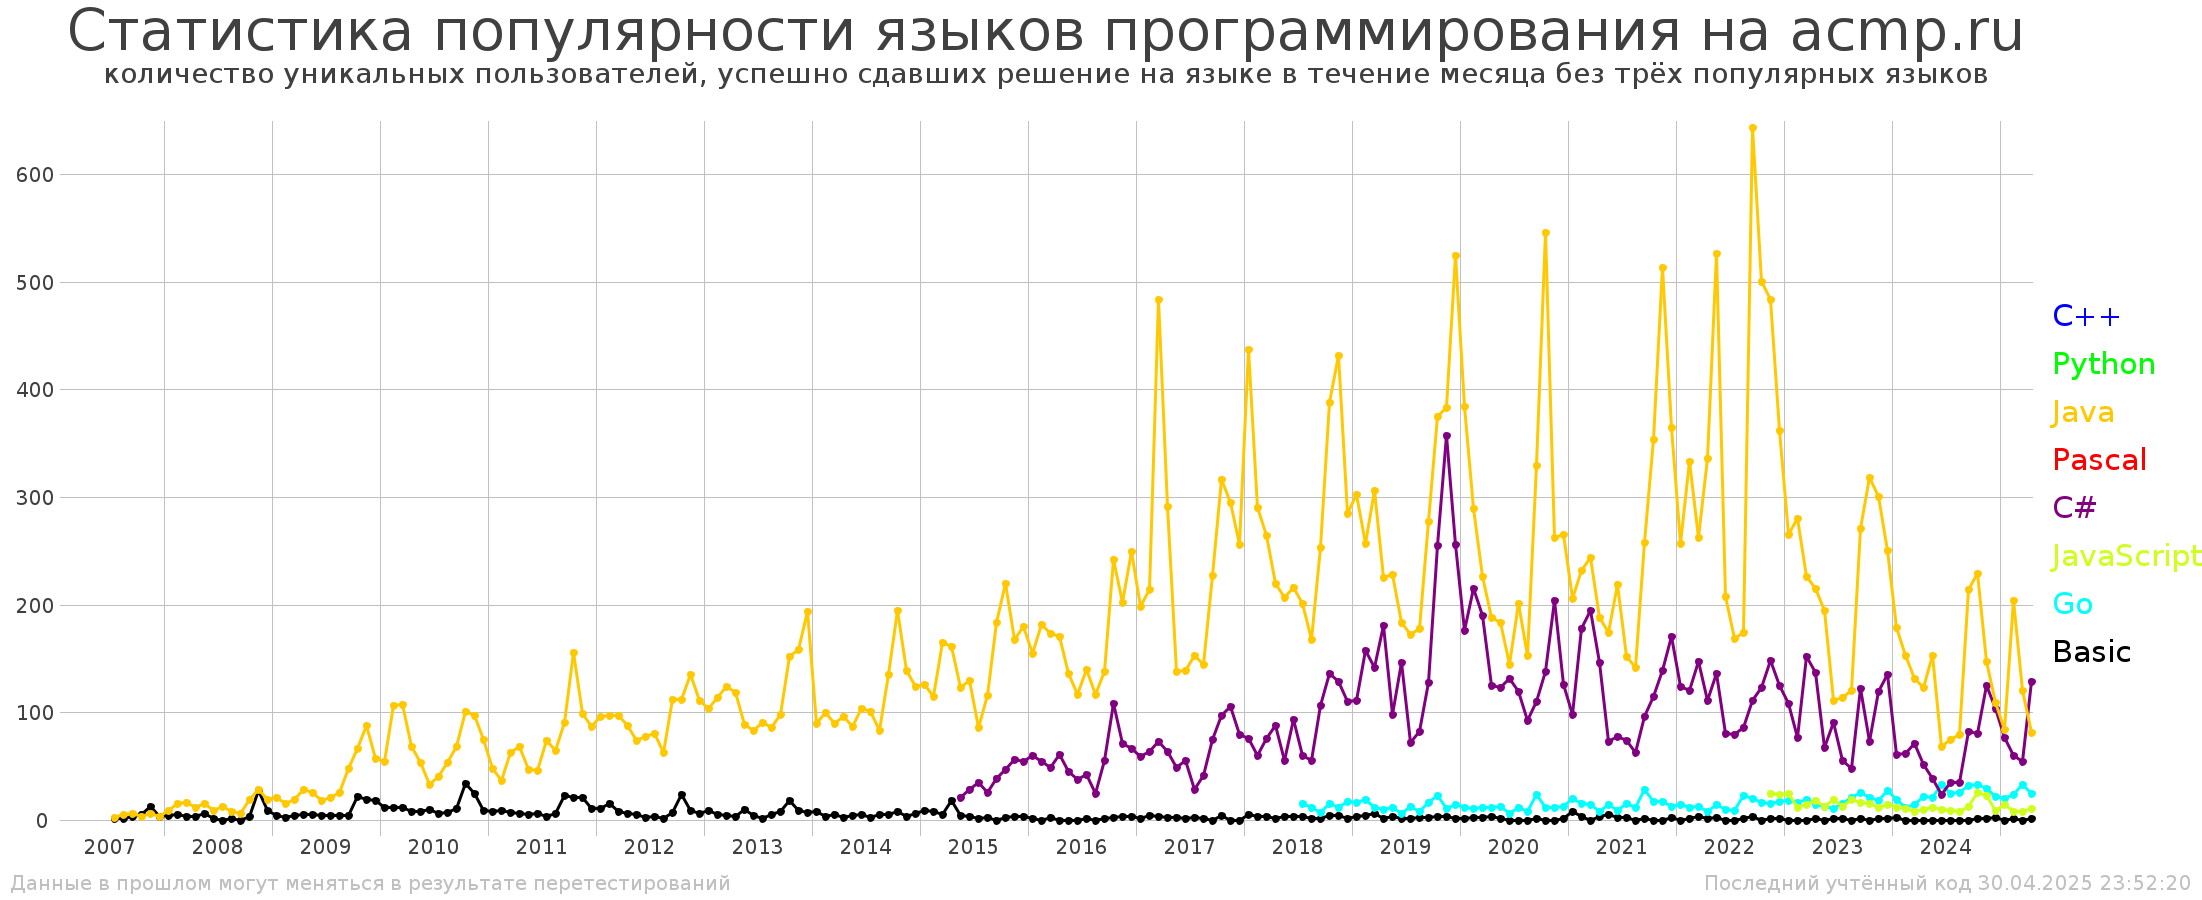 Статистика популярности языков программирования на acmp.ru
количество уникальных пользователей, успешно сдавших решение на языке в течение месяца без трёх популярных языков
600
500
400
300
200
100
0
2007 2008 2009 2010 2011 2012 2013 2014 2015 2016 2017 2018 2019 2020 2021 2022 2023 2024
C++
Python
Java
Pascal
C#
JavaScript
Go
Basic
Данные в прошлом могут меняться в результате перетестирований
Последний учтённый код 30.04.2025 23:52:20